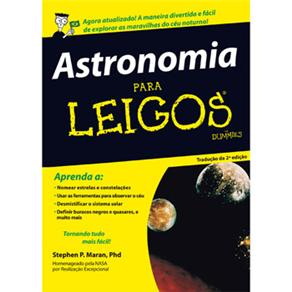 Agora atualizado! A maneira divertida e fácil
de explorar as maravilhas do céu noturno!
Astronomia
PARA
LEIGOS®
DUMMIES
Tradução da 2ª edição
Aprenda a:
• Nomear estrelas e constelações
• Usar as ferramentas para observar o céu
• Desmistificar o sistema solar
• Definir buracos negros e quasares, e
muito mais
Tornando tudo
mais fácil!
Stephen P. Maran, Phd
Homenageado pela NASA
por Realização Excepcional